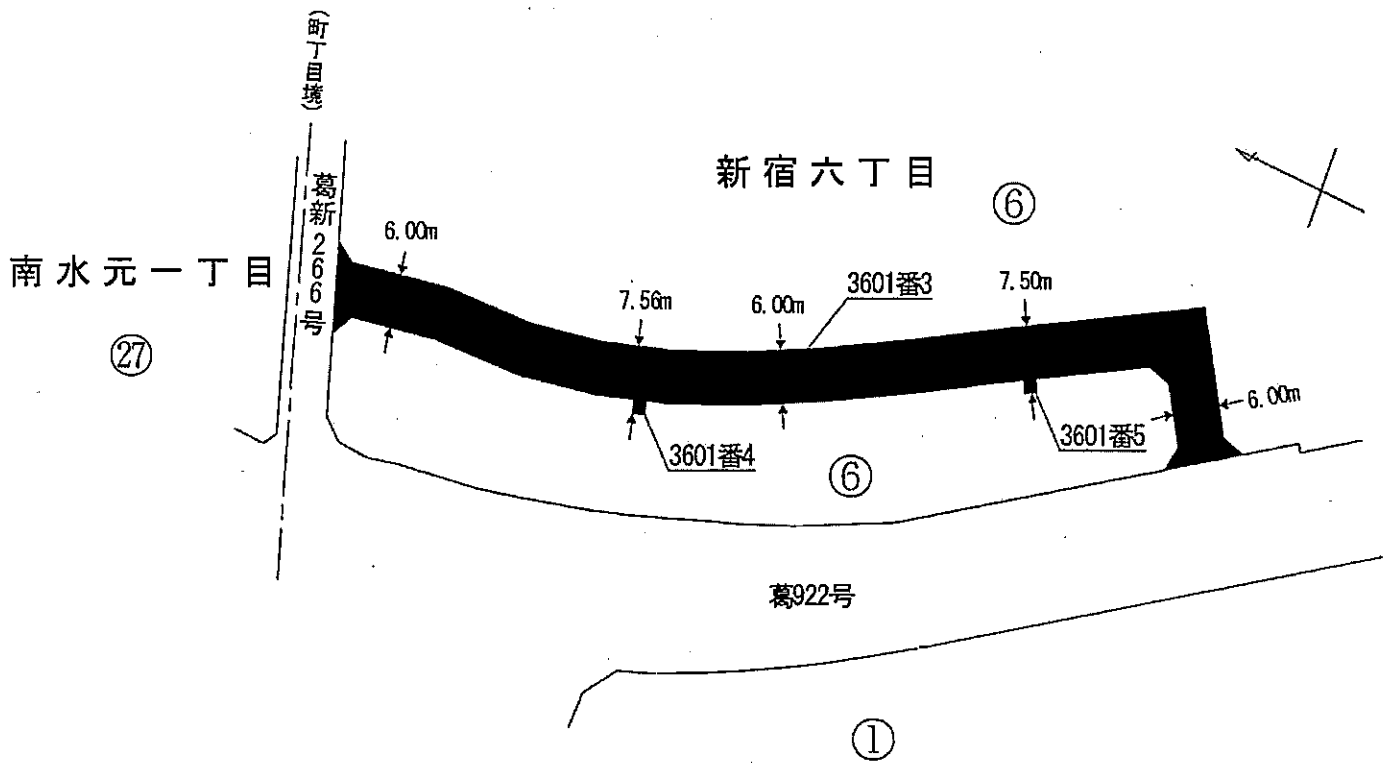 (町丁目境)
新宿六丁目
⑥
葛新266号
6.00m
南水元一丁目
3601番3
7.50m
7.56m
6.00m
㉗
6.00m
3601番5
3601番4
⑥
葛922号
①